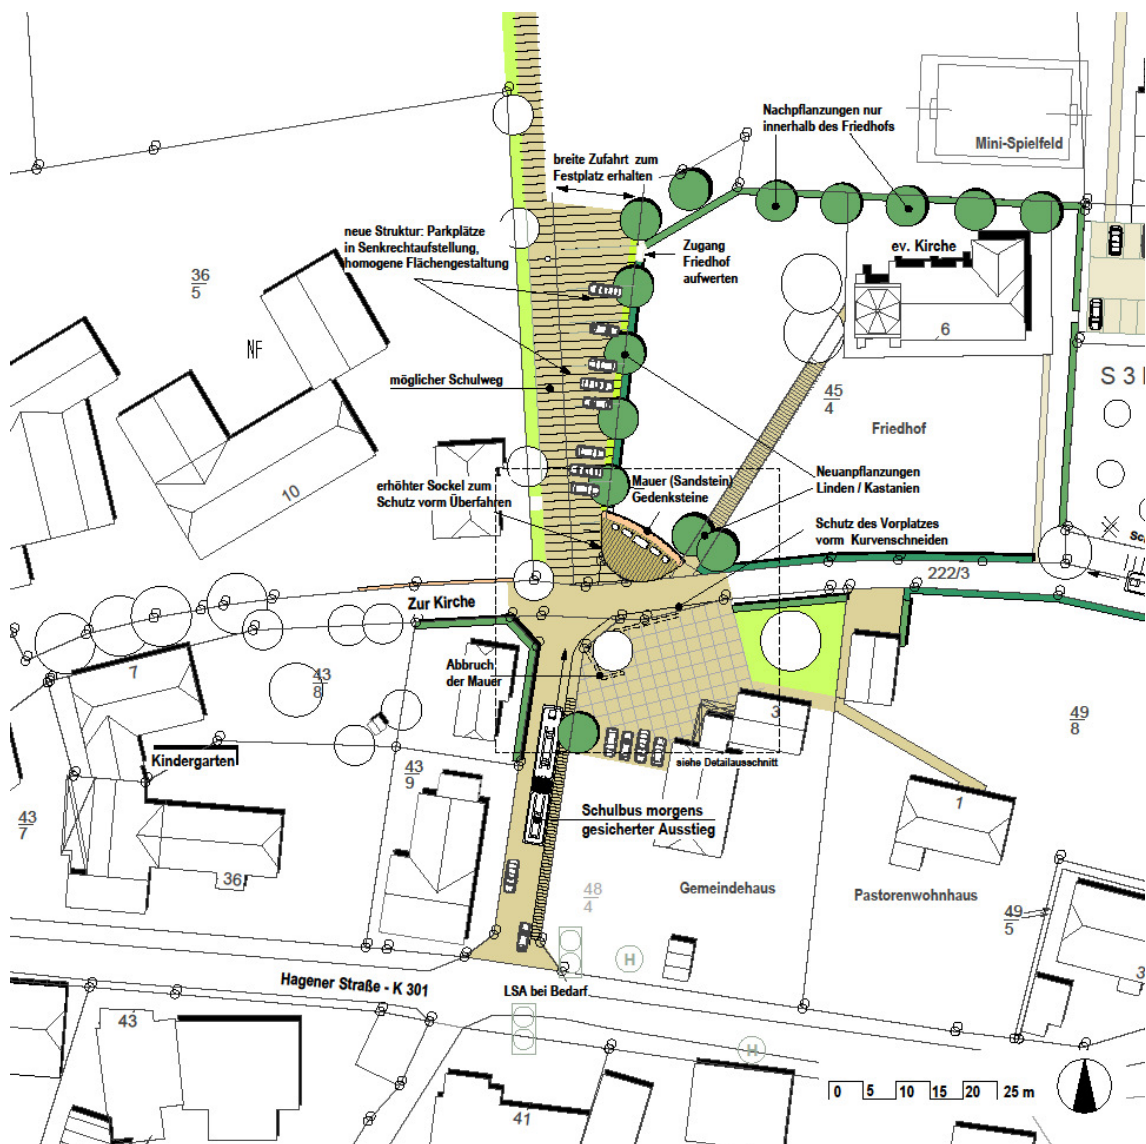 Nachpflanzungen nur
innerhalb des Friedhofs
Mini-Spielfeld
breite Zufahrt zum
Festplatz erhalten
neue Struktur: Parkplätze
in Senkrechtaufstellung,
homogene Flächengestaltung
Zugang
Friedhof
aufwerten
ev. Kirche
36
5
6
NF
S 3
möglicher Schulweg
45
4
Friedhof
10
erhöhter Sockel zum
Schutz vorm Überfahren
Mauer (Sandstein)
Gedenksteine
Neuanpflanzungen
Linden / Kastanien
Schutz des Vorplatzes
vorm Kurvenschneiden
222/3
Zur Kirche
Abbruch
der Mauer
7
43
8
3
49
8
siehe Detailausschnitt
Kindergarten
43
9
43
7
1
Schulbus morgens
gesicherter Ausstieg
36
48
4
Gemeindehaus
Pastorenwohnhaus
49
5
H
Hagener Straße - K 301
LSA bei Bedarf
43
H
41
0 5 10 15 20 25 m